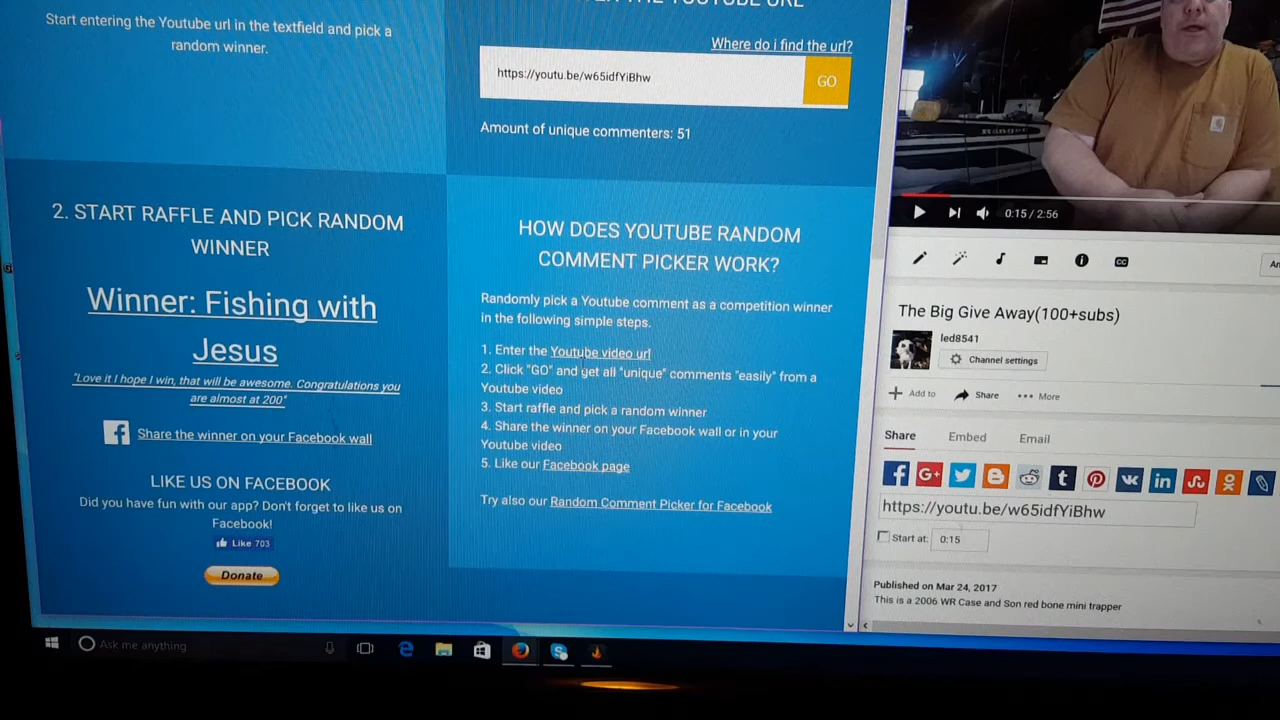 Start entering the Youtube url in the textfield and pick a
random winner.
Where do i find the url?
https://youtu.be/w65idfYiBhw
GO
Amount of unique commenters: 51
2. START RAFFLE AND PICK RANDOM
WINNER
Winner: Fishing with
Jesus
"Love it I hope I win, that will be awesome. Congratulations you
are almost at 200"
Share the winner on your Facebook wall
LIKE US ON FACEBOOK
Did you have fun with our app? Don't forget to like us on
Facebook!
Like 703
Donate
HOW DOES YOUTUBE RANDOM
COMMENT PICKER WORK?
Randomly pick a Youtube comment as a competition winner
in the following simple steps.
1. Enter the Youtube video url
2. Click "GO" and get all "unique" comments "easily" from a
Youtube video
3. Start raffle and pick a random winner
4. Share the winner on your Facebook wall or in your
Youtube video
5. Like our Facebook page
Try also our Random Comment Picker for Facebook
Ranger
0:15 / 2:56
CC
The Big Give Away(100+subs)
led8541
Channel settings
Add to
Share
More
Share
Embed
Email
https://youtu.be/w65idfYiBhw
Start at:
0:15
Published on Mar 24, 2017
This is a 2006 WR Case and Son red bone mini trapper
Ask me anything